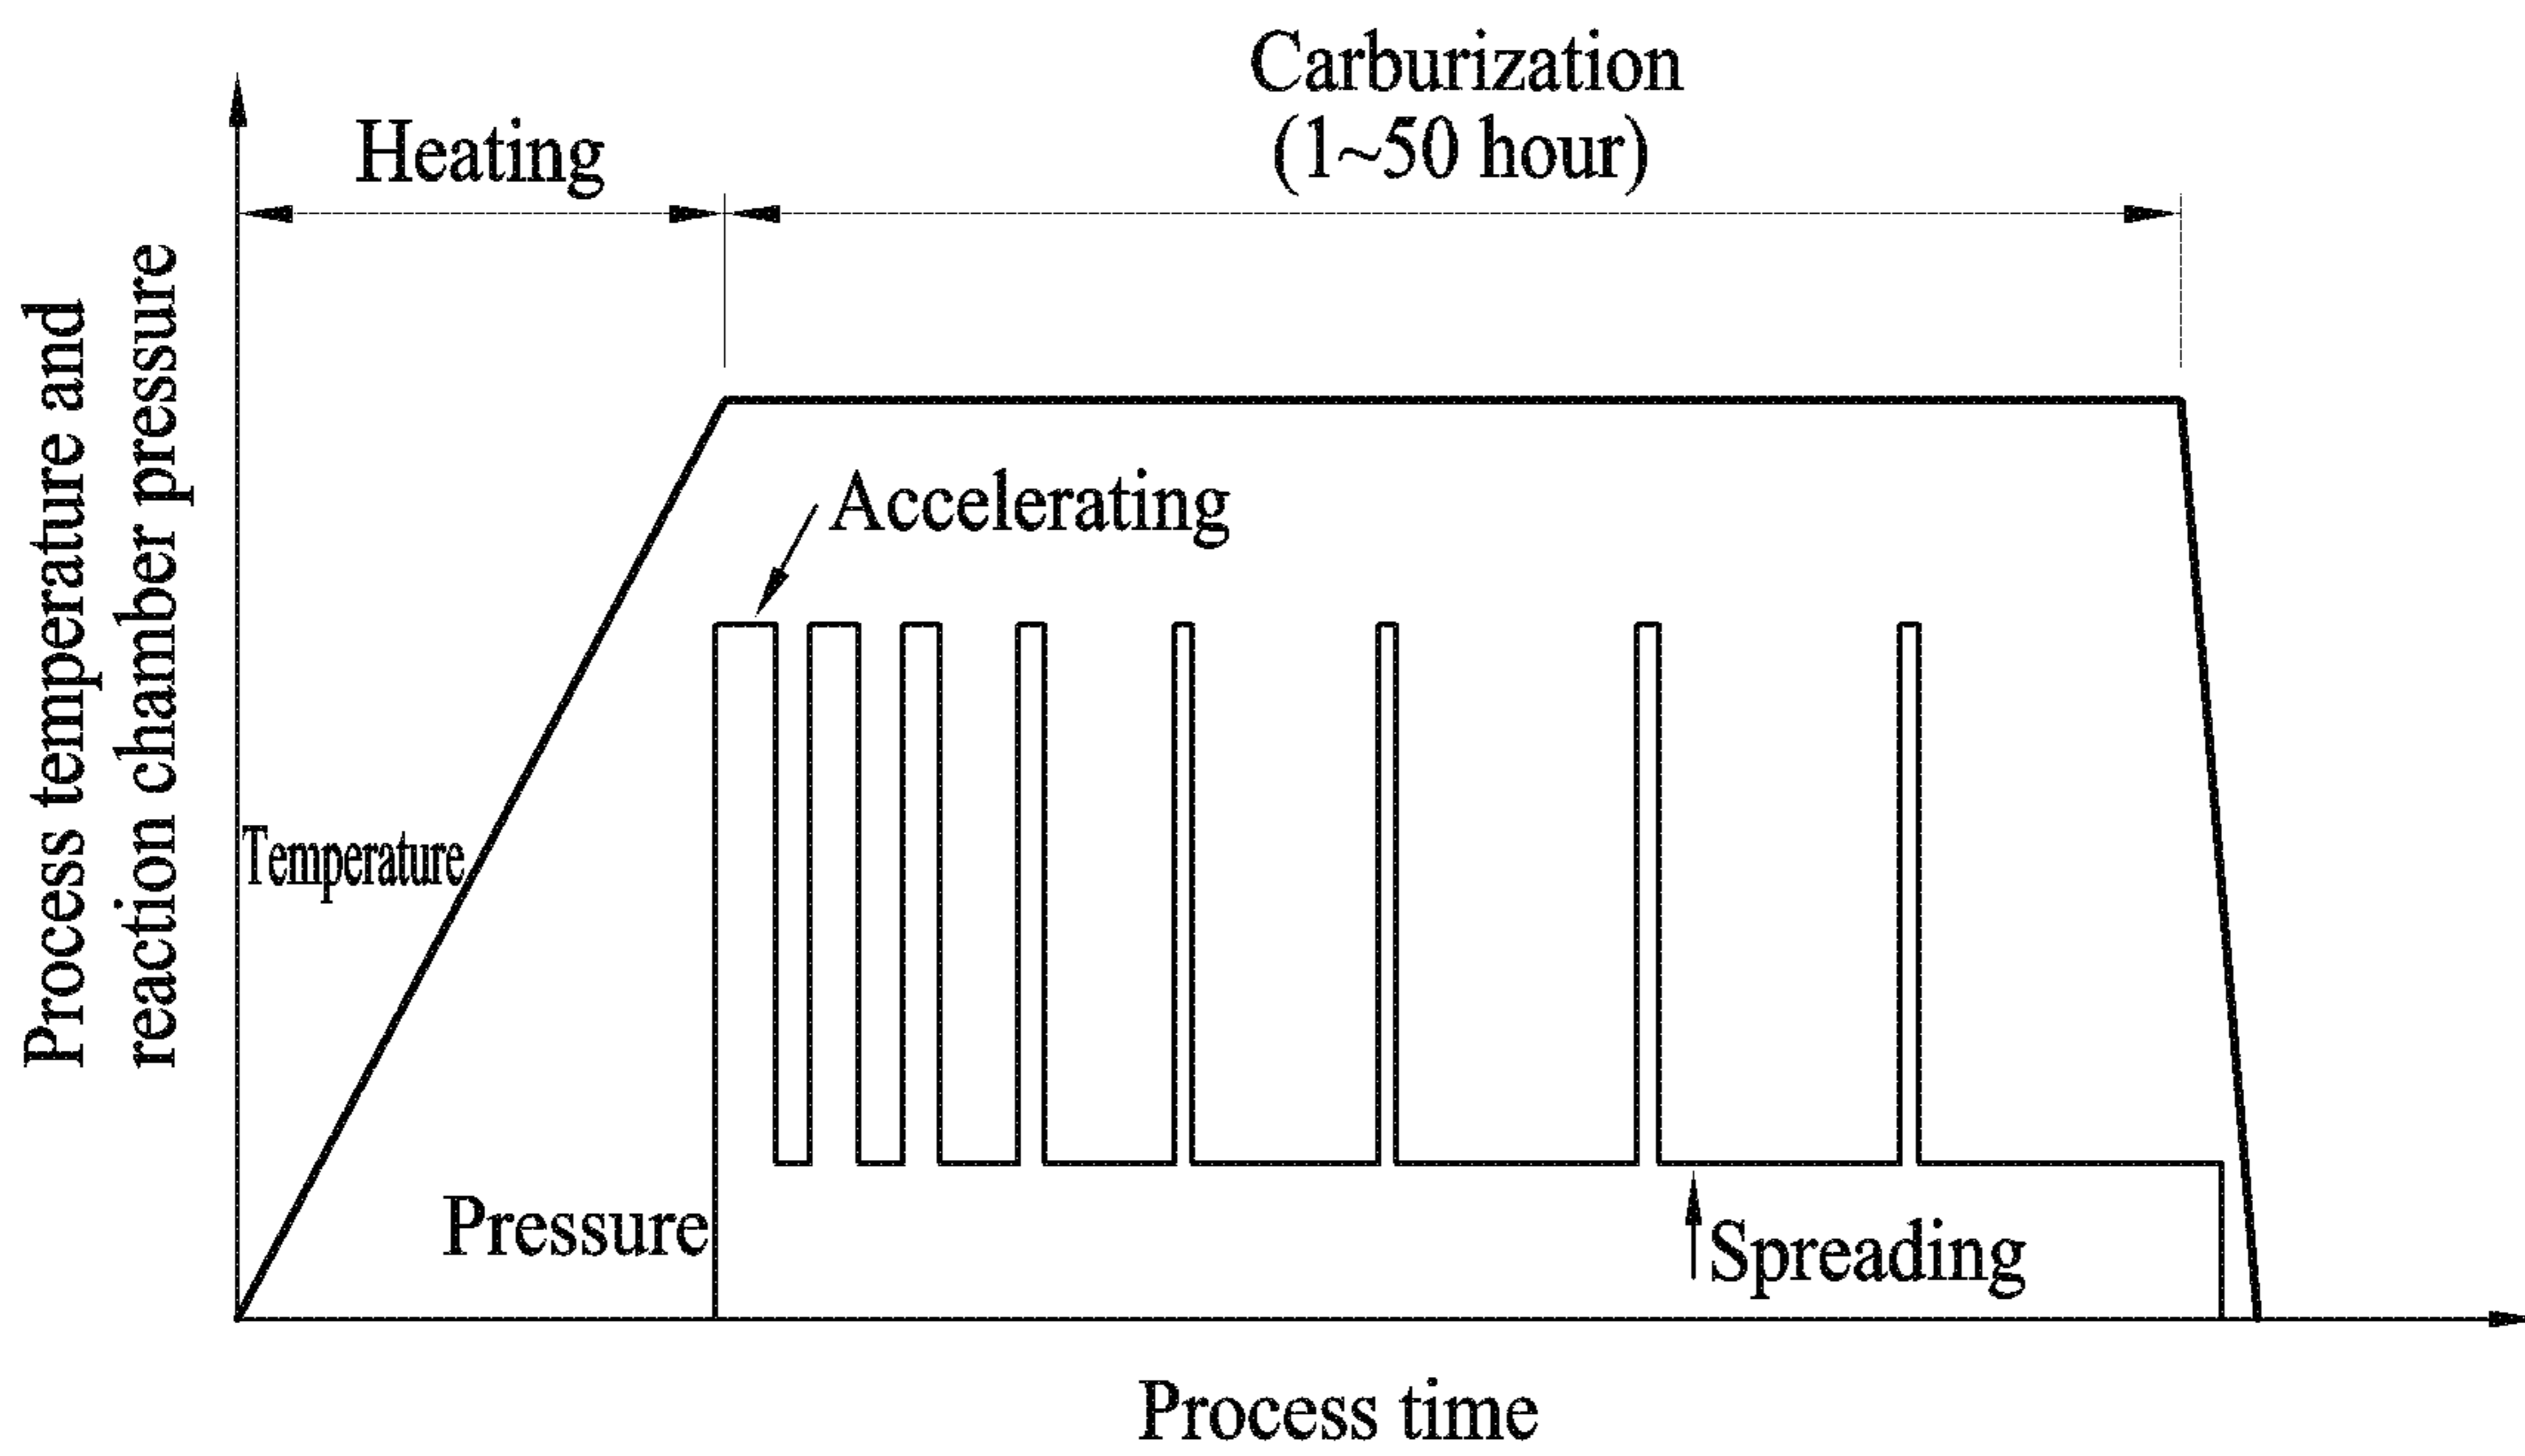 Carburization
(1~50 hour)
Heating
Process temperature and
reaction chamber pressure
Accelerating
Temperature
Pressure
Spreading
Process time